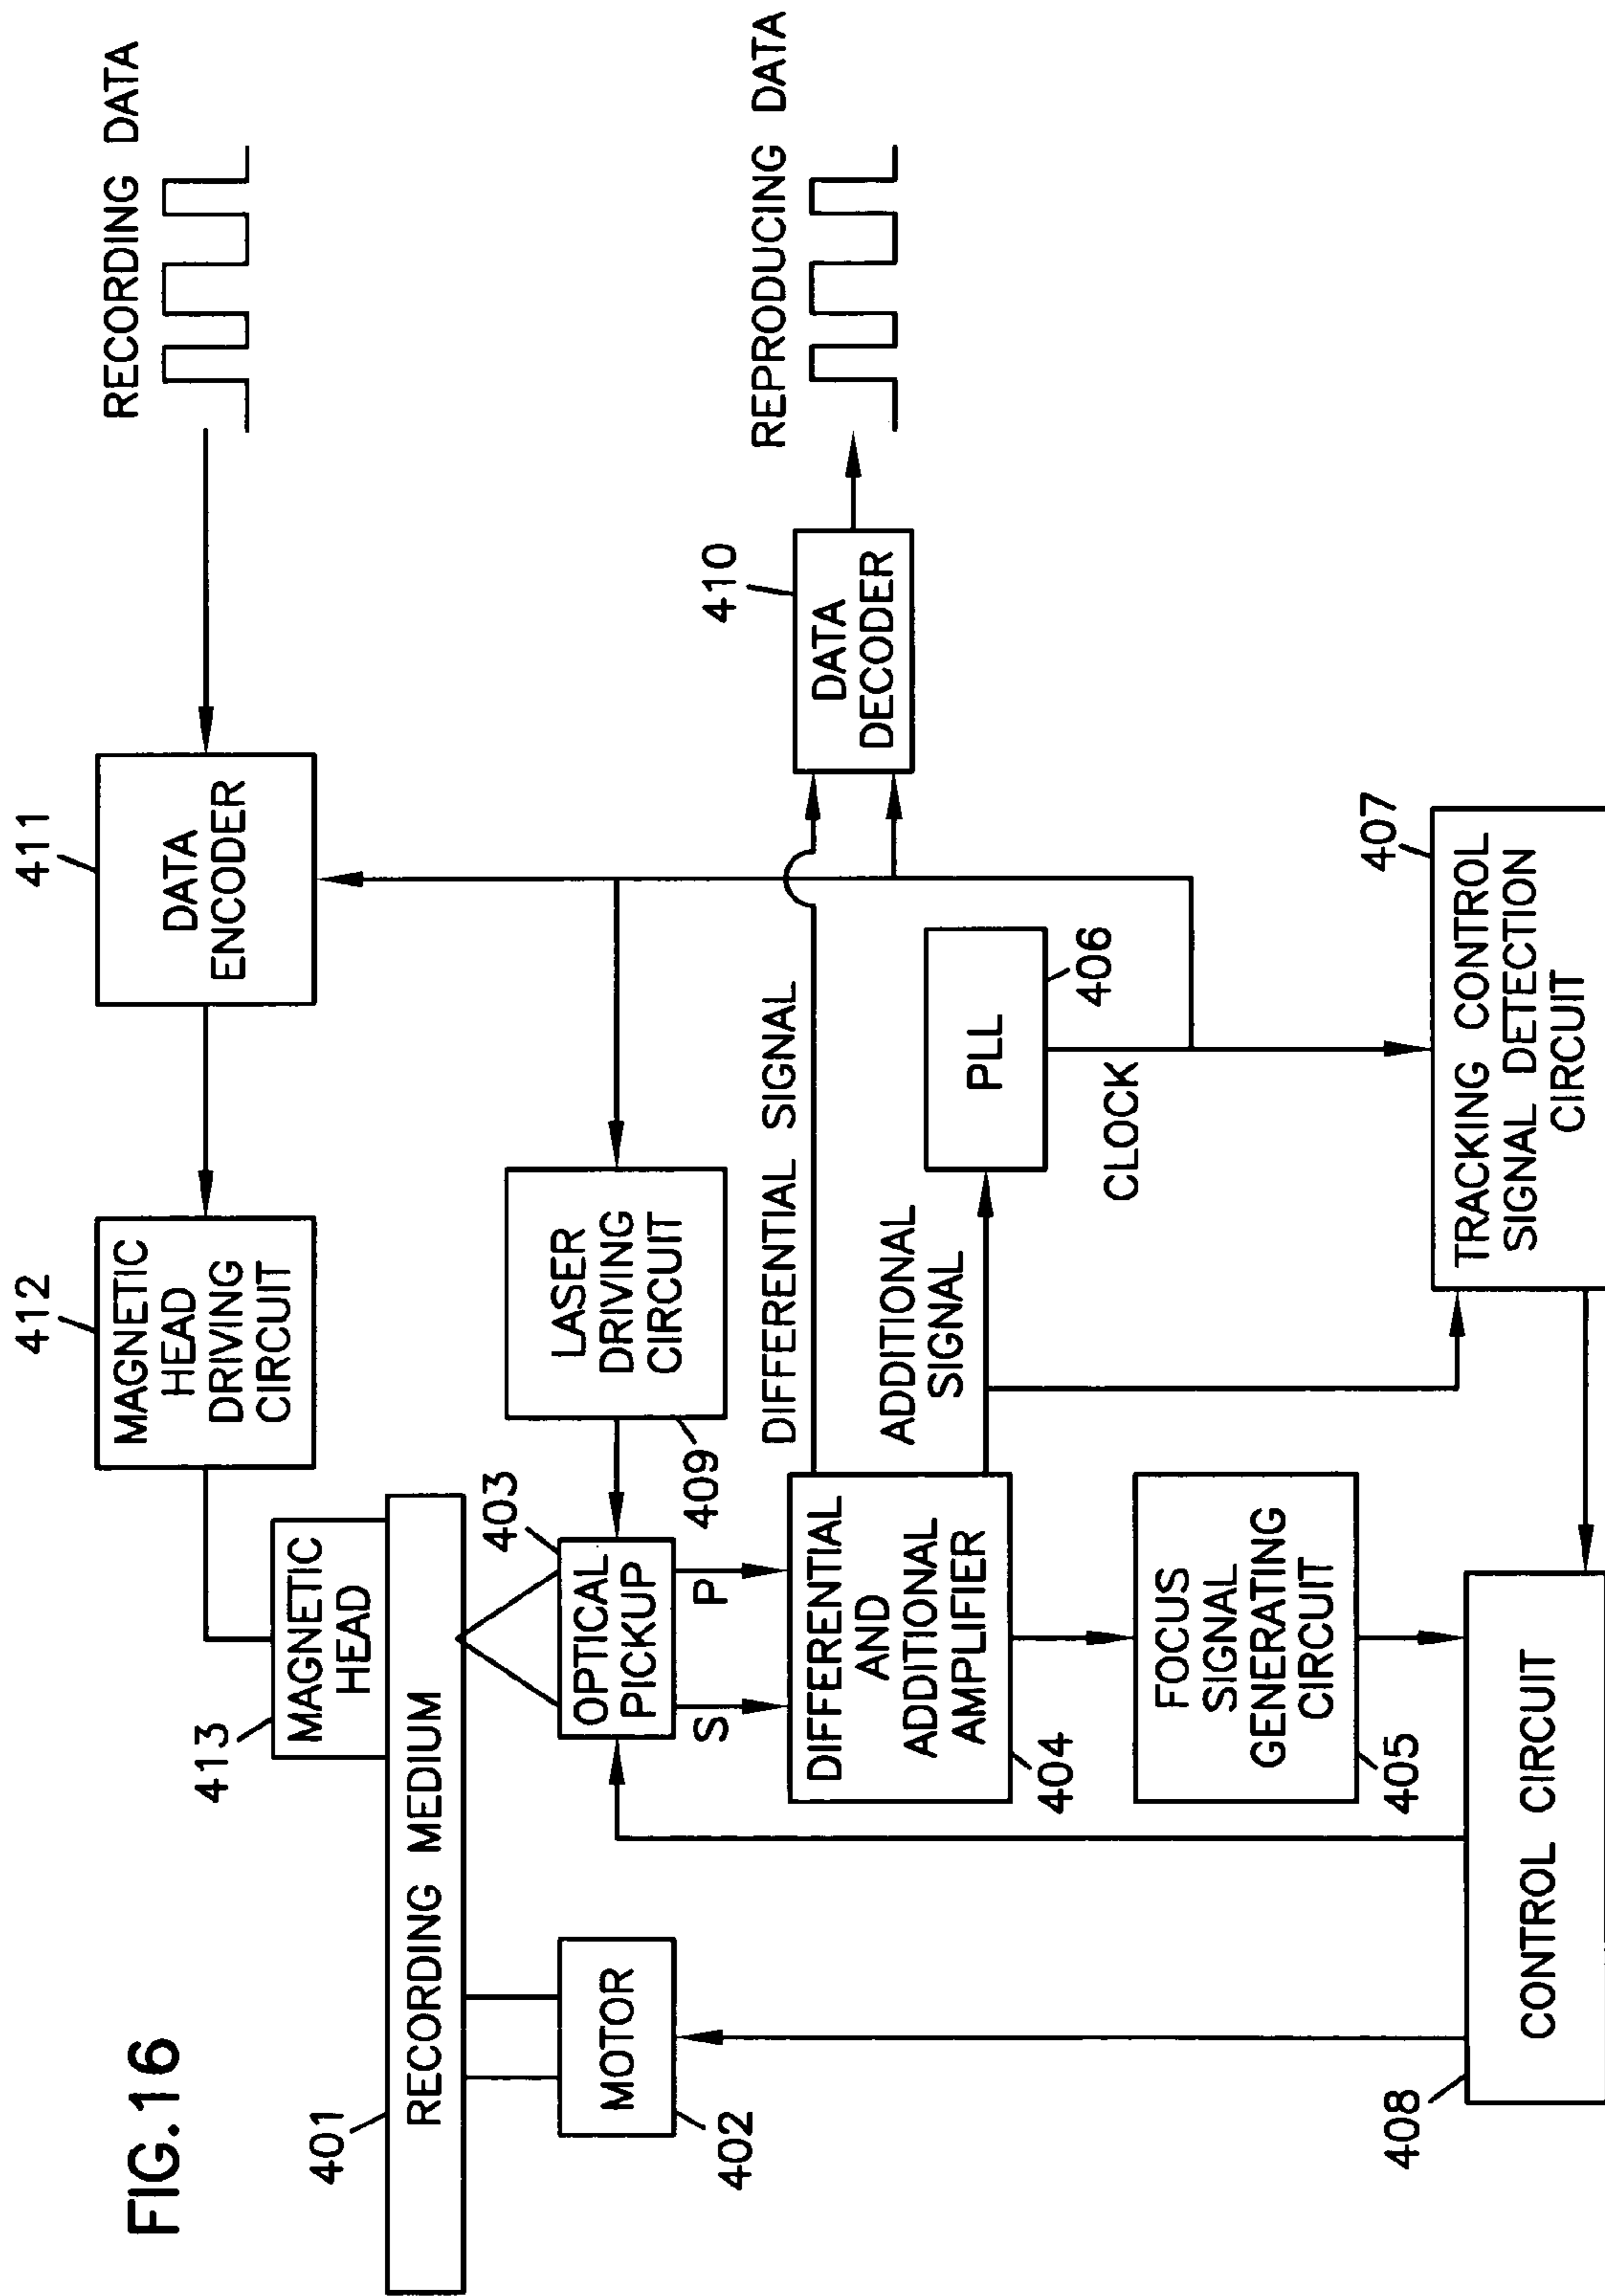 FIG.16
RECORDING DATA
411
412
DATA
ENCODER
MAGNETIC
HEAD
DRIVING
CIRCUIT
413
MAGNETIC
HEAD
401
RECORDING MEDIUM
403
409
LASER
DRIVING
CIRCUIT
402
MOTOR
OPTICAL
PICKUP
S
P
DIFFERENTIAL SIGNAL
410
DATA
DECODER
REPRODUCING DATA
404
DIFFERENTIAL
AND
ADDITIONAL
AMPLIFIER
ADDITIONAL
SIGNAL
PLL
406
CLOCK
405
FOCUS
SIGNAL
GENERATING
CIRCUIT
407
TRACKING CONTROL
SIGNAL DETECTION
CIRCUIT
408
CONTROL CIRCUIT